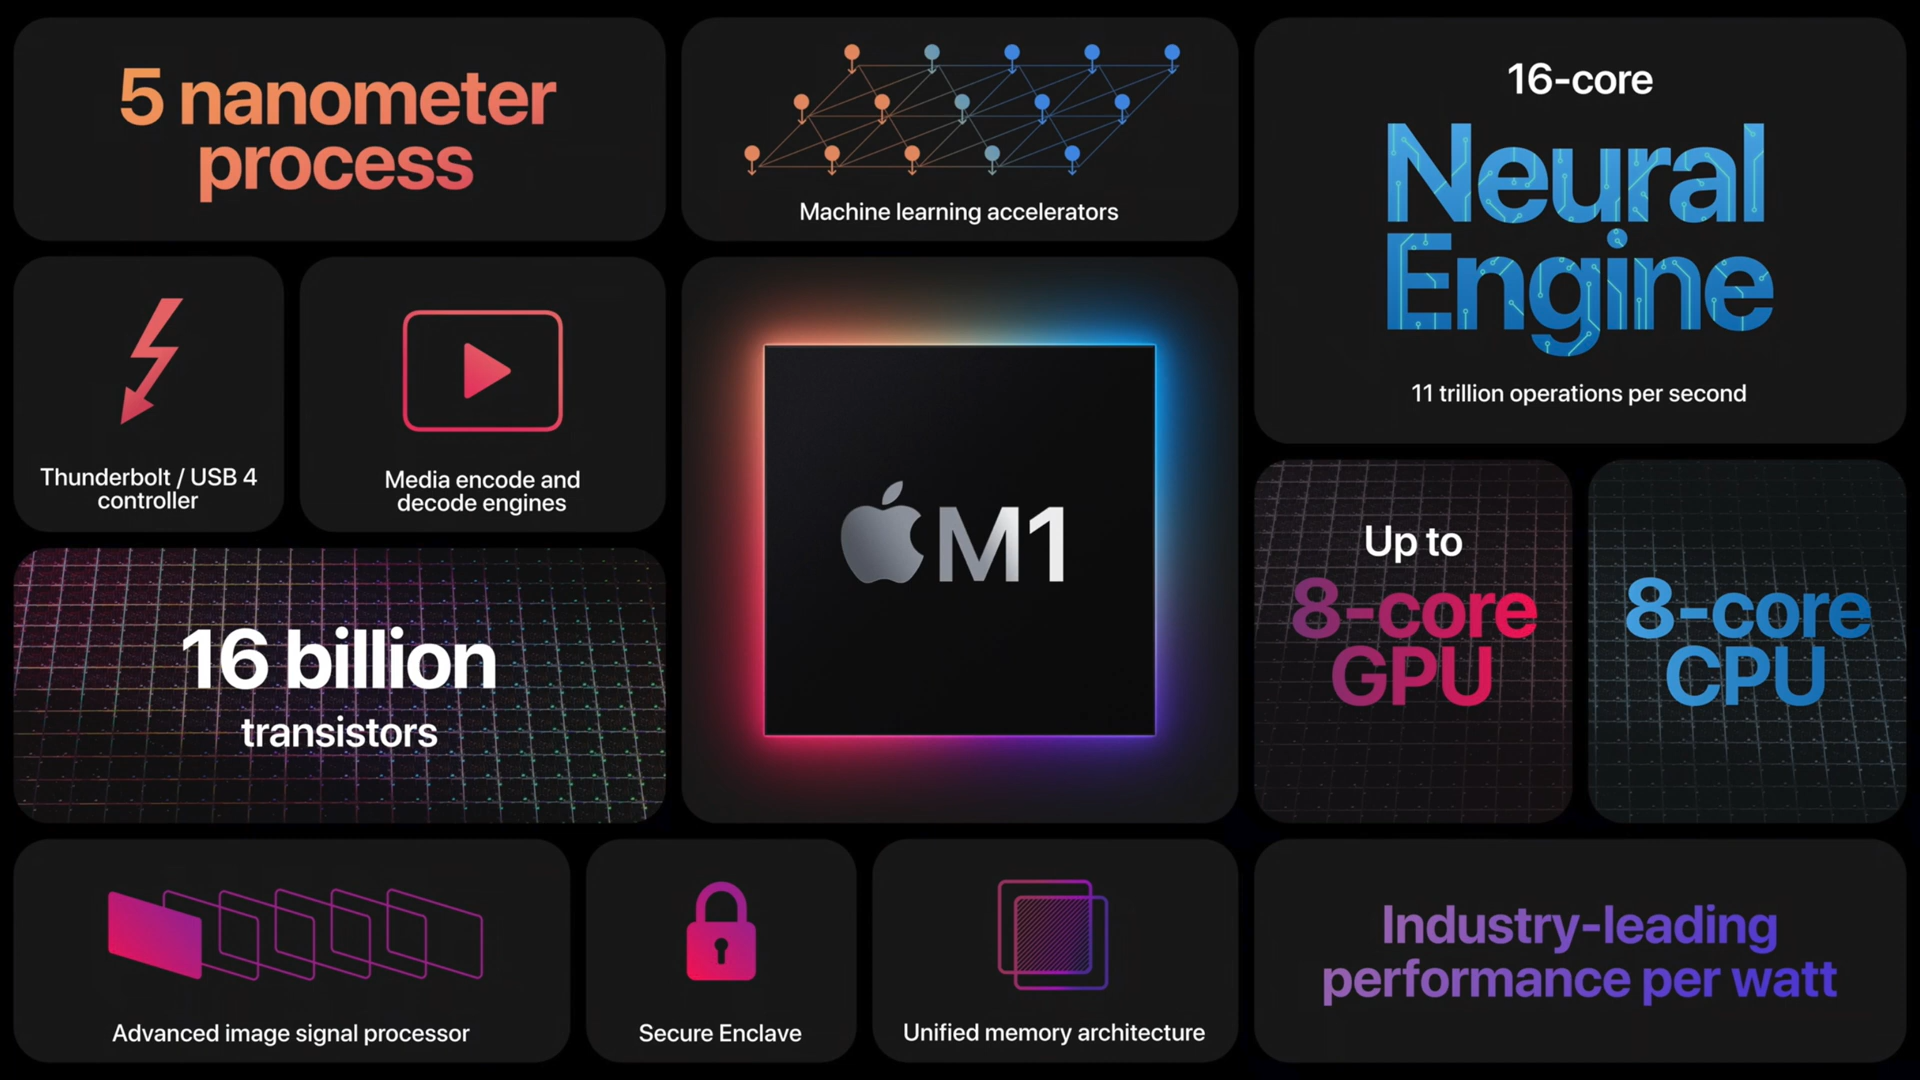 5 nanometer
process
Machine learning accelerators
16-core
Neural
Engine
11 trillion operations per second
Thunderbolt / USB 4
controller
Media encode and
decode engines
M1
16 billion
transistors
Up to
8-core
GPU
8-core
CPU
Advanced image signal processor
Secure Enclave
Unified memory architecture
Industry-leading
performance per watt